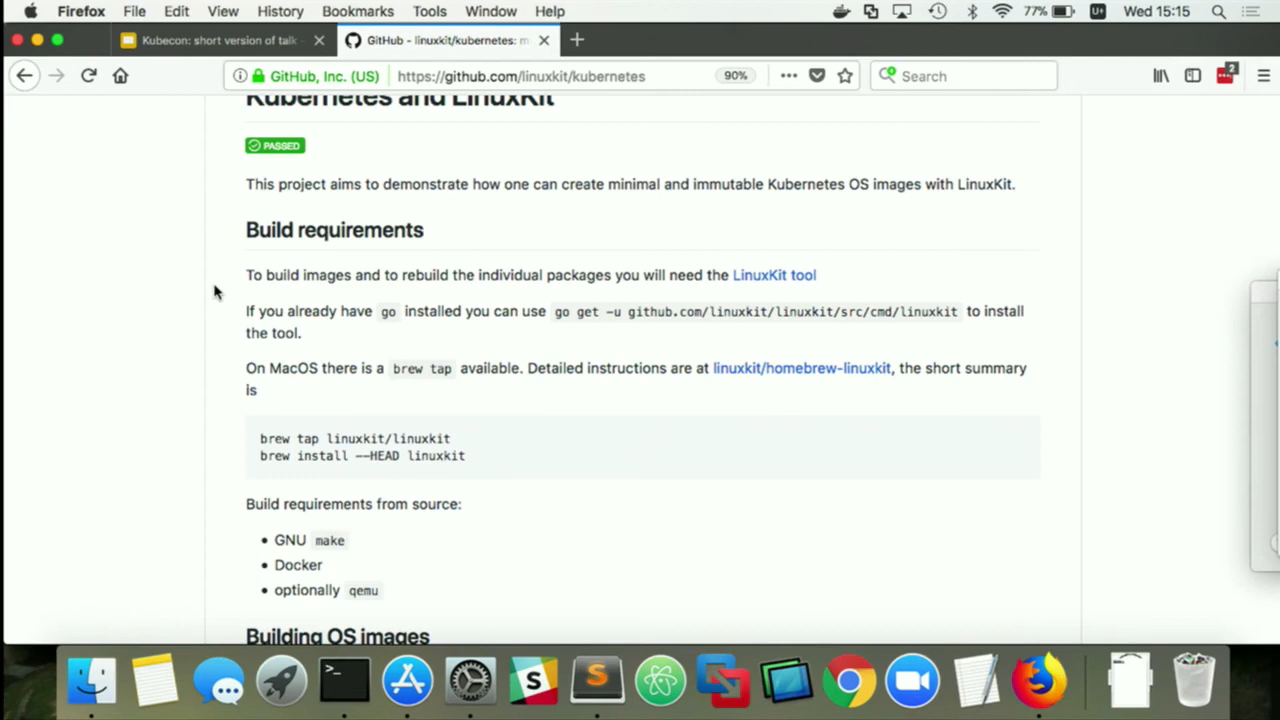 Firefox File Edit View History Bookmarks Tools Window Help 77% Wed 15:15
Kubecon: short version of talk - GitHub - linuxkit/kubernetes: m
GitHub, Inc. (US) https://github.com/linuxkit/kubernetes 90% Search 2
Kubernetes and LinuxKit
PASSED
This project aims to demonstrate how one can create minimal and immutable Kubernetes OS images with LinuxKit.
Build requirements
To build images and to rebuild the individual packages you will need the LinuxKit tool
If you already have go installed you can use go get -u github.com/linuxkit/linuxkit/src/cmd/linuxkit to install
the tool.
On MacOS there is a brew tap available. Detailed instructions are at linuxkit/homebrew-linuxkit, the short summary
is
brew tap linuxkit/linuxkit
brew install --HEAD linuxkit
Build requirements from source:
• GNU make
• Docker
• optionally qemu
Building OS images